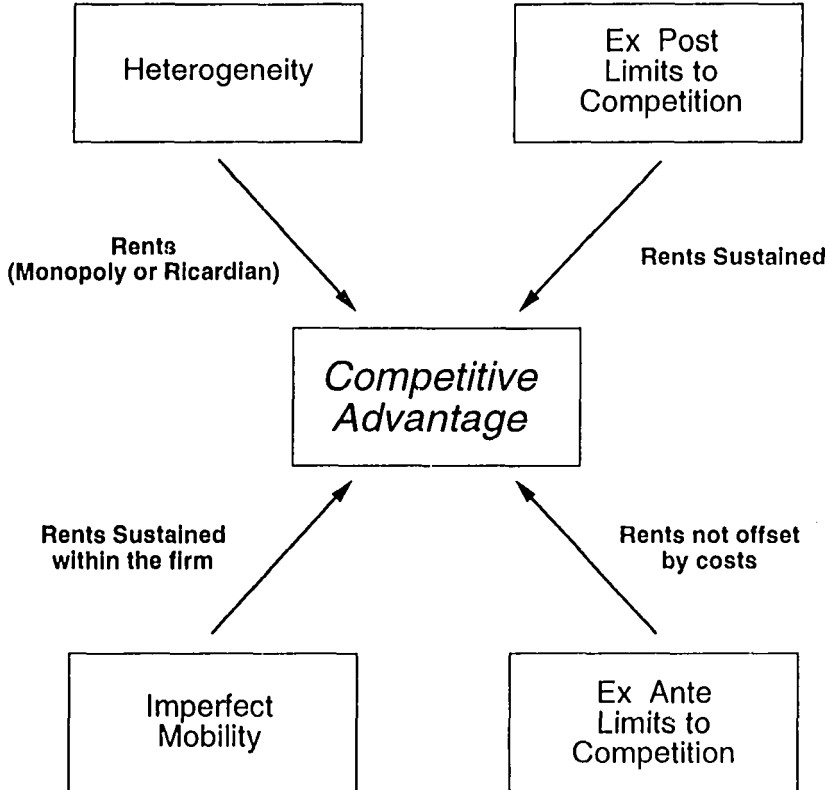 Heterogeneity
Ex Post
Limits to
Competition
Rents
(Monopoly or Ricardian)
Rents Sustained
Competitive
Advantage
Rents Sustained
within the firm
Rents not offset
by costs
Imperfect
Mobility
Ex Ante
Limits to
Competition